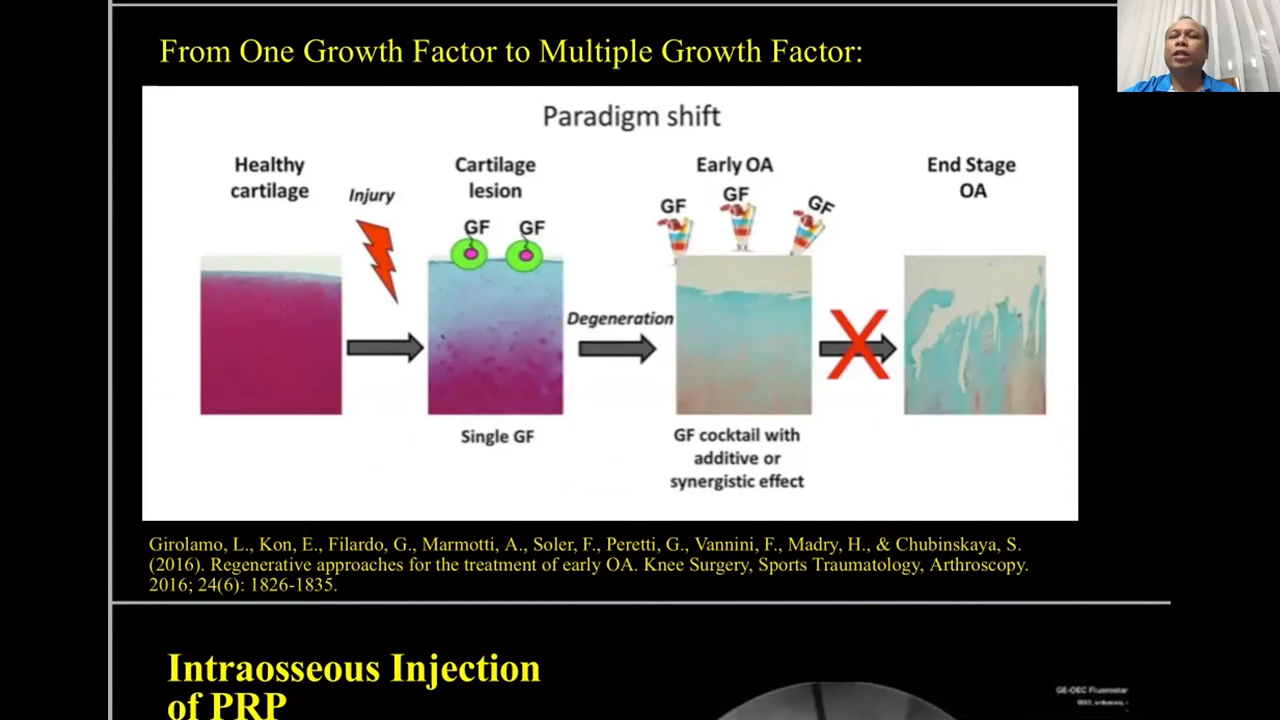 From One Growth Factor to Multiple Growth Factor:
Paradigm shift
Healthy
cartilage
Injury
Cartilage
lesion
Early OA
End Stage
OA
GF
GF
GF
GF
GF
Degeneration
Single GF
GF cocktail with
additive or
synergistic effect
Girolamo, L., Kon, E., Filardo, G., Marmotti, A., Soler, F., Peretti, G., Vannini, F., Madry, H., & Chubinskaya, S.
(2016). Regenerative approaches for the treatment of early OA. Knee Surgery, Sports Traumatology, Arthroscopy.
2016; 24(6): 1826-1835.
Intraosseous Injection
of PRP
GE-OEC Fluorostar